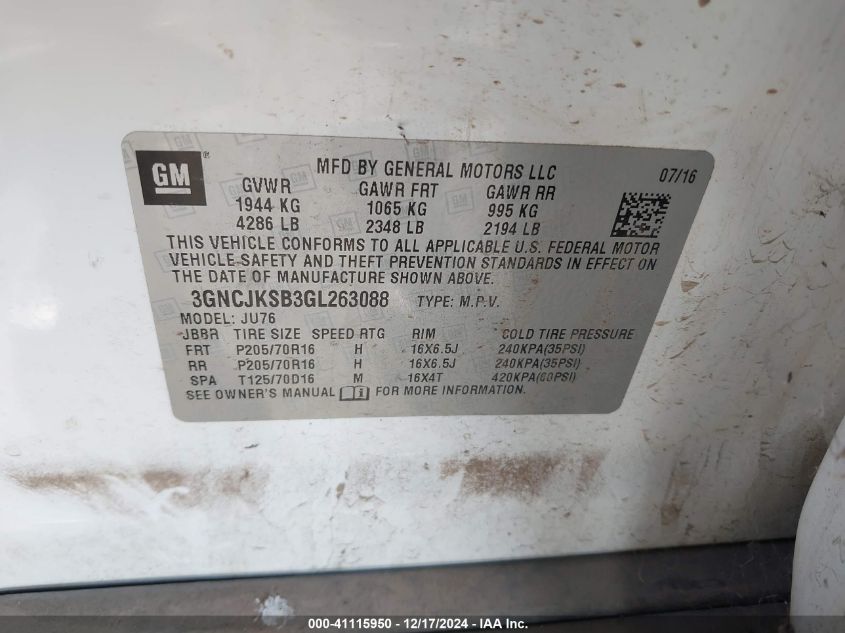 GM ®
MFD BY GENERAL MOTORS LLC 07/16
GVWR GAWR FRT GAWR RR
1944 KG 1065 KG 995 KG
4286 LB 2348 LB 2194 LB
THIS VEHICLE CONFORMS TO ALL APPLICABLE U.S. FEDERAL MOTOR
VEHICLE SAFETY AND THEFT PREVENTION STANDARDS IN EFFECT ON
THE DATE OF MANUFACTURE SHOWN ABOVE.
3GNCJKSB3GL263088 TYPE: M.P.V.
MODEL: JU76
JBBR TIRE SIZE SPEED RTG RIM COLD TIRE PRESSURE
FRT P205/70R16 H 16X6.5J 240KPA(35PSI)
RR P205/70R16 H 16X6.5J 240KPA(35PSI)
SPA T125/70D16 M 16X4T 420KPA(60PSI)
SEE OWNER'S MANUAL FOR MORE INFORMATION.
000-41115950 - 12/17/2024 - IAAI.com